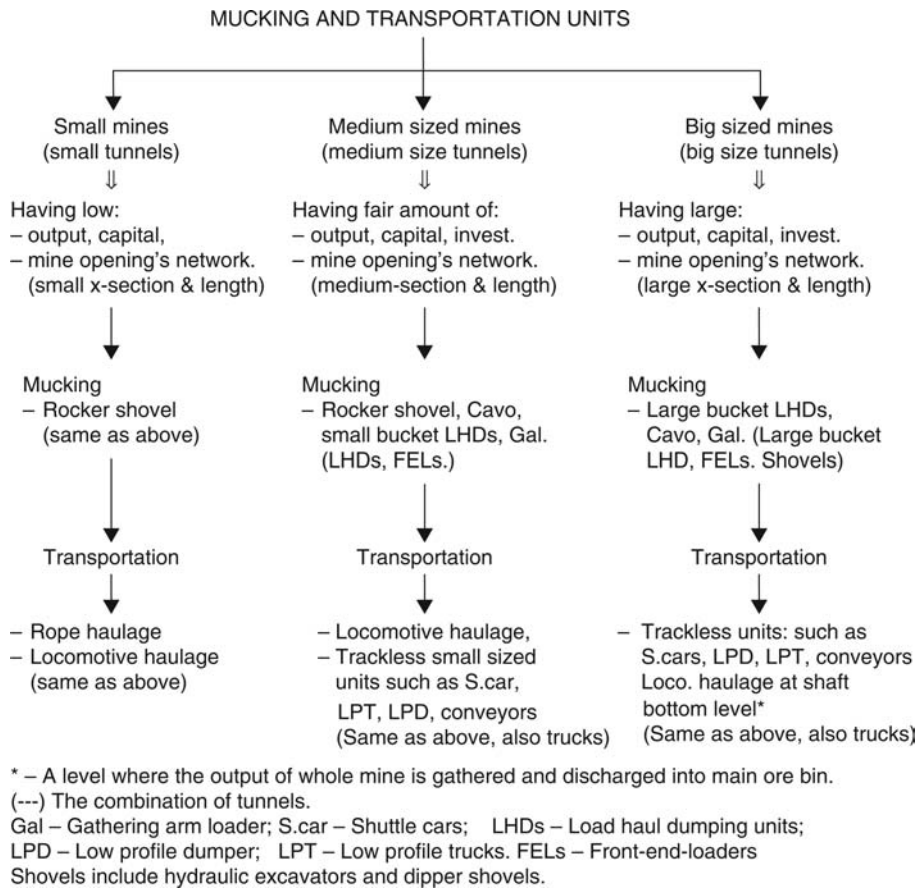 MUCKING AND TRANSPORTATION UNITS
Small mines
(small tunnels)
⇓
Having low:
– output, capital,
– mine opening's network.
(small x-section & length)
Mucking
– Rocker shovel
(same as above)
Transportation
– Rope haulage
– Locomotive haulage
(same as above)
Medium sized mines
(medium size tunnels)
⇓
Having fair amount of:
– output, capital, invest.
– mine opening's network.
(medium-section & length)
Mucking
– Rocker shovel, Cavo,
small bucket LHDs, Gal.
(LHDs, FELs.)
Transportation
– Locomotive haulage,
– Trackless small sized
units such as S.car,
LPT, LPD, conveyors
(Same as above, also trucks)
Big sized mines
(big size tunnels)
⇓
Having large:
– output, capital, invest.
– mine opening's network.
(large x-section & length)
Mucking
– Large bucket LHDs,
Cavo, Gal. (Large bucket
LHD, FELs. Shovels)
Transportation
– Trackless units: such as
S.cars, LPD, LPT, conveyors
Loco. haulage at shaft
bottom level*
(Same as above, also trucks)
* – A level where the output of whole mine is gathered and discharged into main ore bin.
(---) The combination of tunnels.
Gal – Gathering arm loader; S.car – Shuttle cars; LHDs – Load haul dumping units;
LPD – Low profile dumper; LPT – Low profile trucks. FELs – Front-end-loaders
Shovels include hydraulic excavators and dipper shovels.